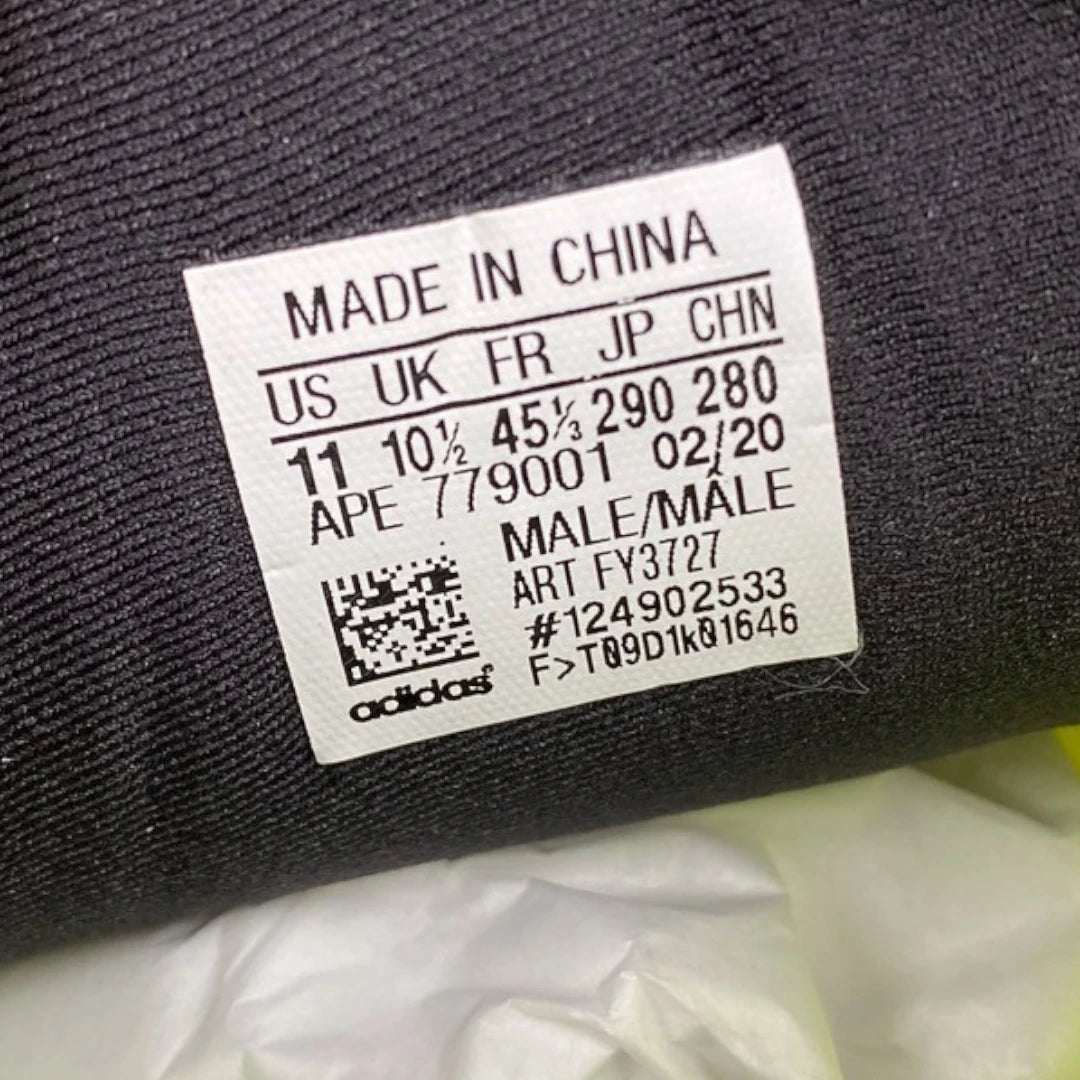 MADE IN CHINA
US UK FR JP CHN
11 10½ 45⅓ 290 280
APE 779001 02/20
MALE/MÂLE
ART FY3727
#124902533
F>T09D1k01646
adidas